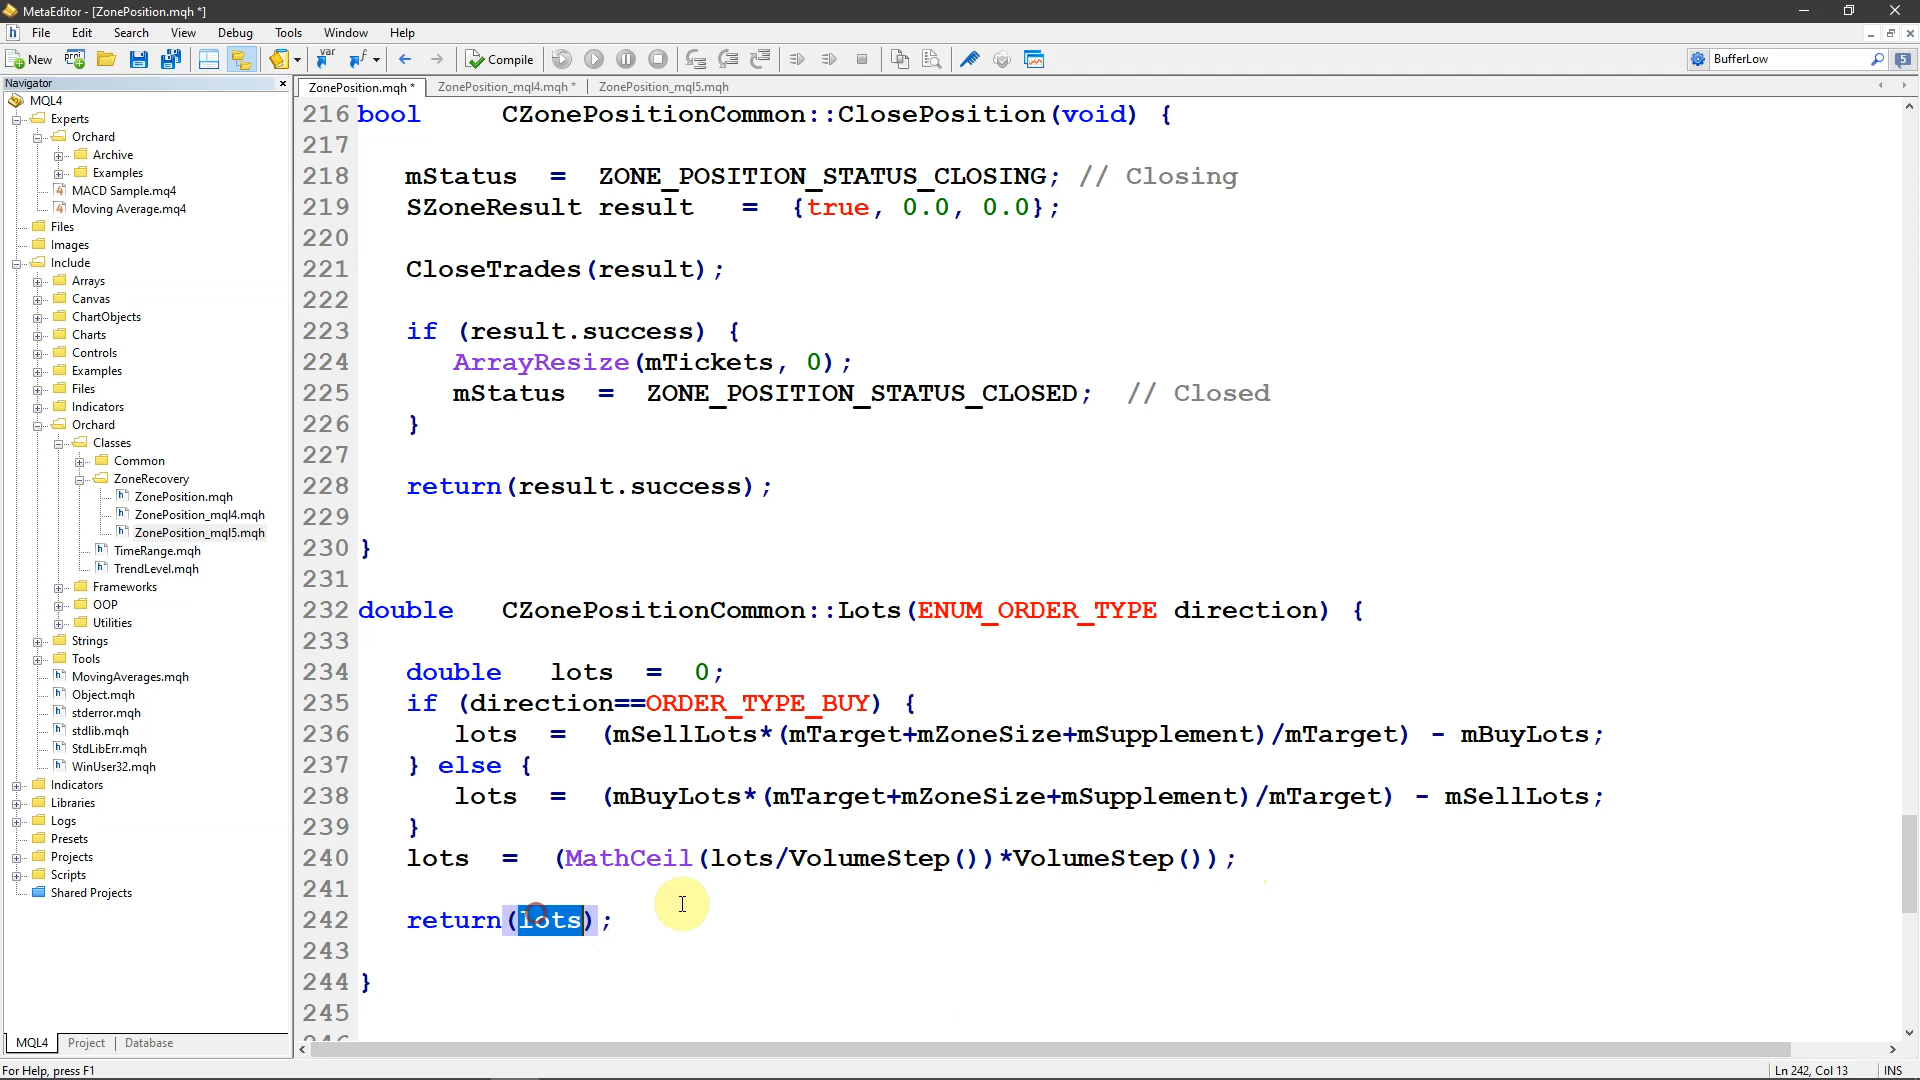 MetaEditor - [ZonePosition.mqh *]
File Edit Search View Debug Tools Window Help
New Compile BufferLow 5
Navigator
ZonePosition.mqh * ZonePosition_mql4.mqh * ZonePosition_mql5.mqh
MQL4
Experts
Orchard
Archive
Examples
MACD Sample.mq4
Moving Average.mq4
Files
Images
Include
Arrays
Canvas
ChartObjects
Charts
Controls
Examples
Files
Indicators
Orchard
Classes
Common
ZoneRecovery
ZonePosition.mqh
ZonePosition_mql4.mqh
ZonePosition_mql5.mqh
TimeRange.mqh
TrendLevel.mqh
Frameworks
OOP
Utilities
Strings
Tools
MovingAverages.mqh
Object.mqh
stderror.mqh
stdlib.mqh
StdLibErr.mqh
WinUser32.mqh
Indicators
Libraries
Logs
Presets
Projects
Scripts
Shared Projects
MQL4 Project Database
216 bool CZonePositionCommon::ClosePosition(void) {
217
218 mStatus = ZONE_POSITION_STATUS_CLOSING; // Closing
219 SZoneResult result = {true, 0.0, 0.0};
220
221 CloseTrades(result);
222
223 if (result.success) {
224 ArrayResize(mTickets, 0);
225 mStatus = ZONE_POSITION_STATUS_CLOSED; // Closed
226 }
227
228 return(result.success);
229
230 }
231
232 double CZonePositionCommon::Lots(ENUM_ORDER_TYPE direction) {
233
234 double lots = 0;
235 if (direction==ORDER_TYPE_BUY) {
236 lots = (mSellLots*(mTarget+mZoneSize+mSupplement)/mTarget) - mBuyLots;
237 } else {
238 lots = (mBuyLots*(mTarget+mZoneSize+mSupplement)/mTarget) - mSellLots;
239 }
240 lots = (MathCeil(lots/VolumeStep())*VolumeStep());
241
242 return(lots);
243
244 }
245
246
For Help, press F1 Ln 242, Col 13 INS